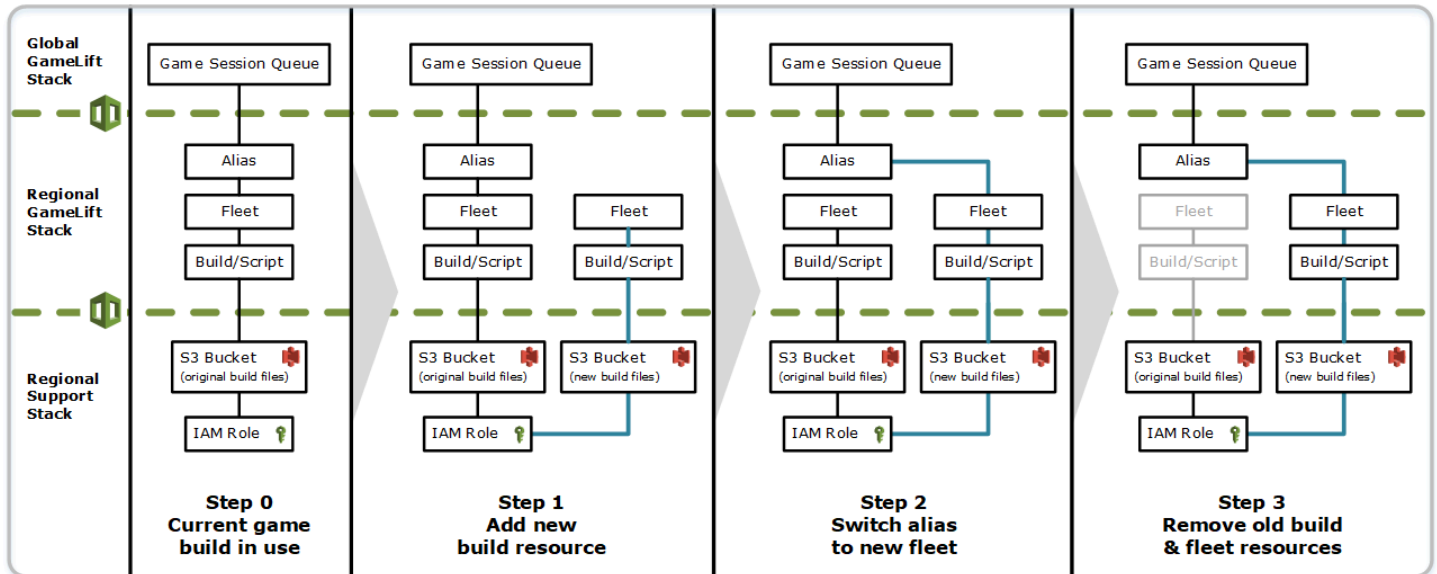 Global
GameLift
Stack
Regional
GameLift
Stack
Regional
Support
Stack
Game Session Queue
Alias
Fleet
Build/Script
S3 Bucket
(original build files)
IAM Role
Step 0
Current game
build in use
Game Session Queue
Alias
Fleet
Fleet
Build/Script
Build/Script
S3 Bucket
(original build files)
S3 Bucket
(new build files)
IAM Role
Step 1
Add new
build resource
Game Session Queue
Alias
Fleet
Fleet
Build/Script
Build/Script
S3 Bucket
(original build files)
S3 Bucket
(new build files)
IAM Role
Step 2
Switch alias
to new fleet
Game Session Queue
Alias
Fleet
Fleet
Build/Script
Build/Script
S3 Bucket
(original build files)
S3 Bucket
(new build files)
IAM Role
Step 3
Remove old build
& fleet resources